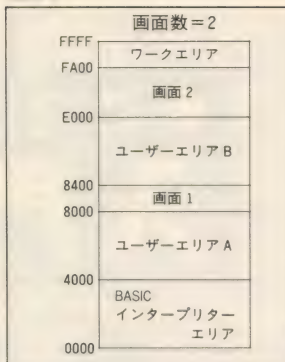 画面数=2
FFFF
ワークエリア
FA00
画面2
E000
ユーザーエリアB
8400
画面1
8000
ユーザーエリアA
4000
BASIC
インタープリター
エリア
0000